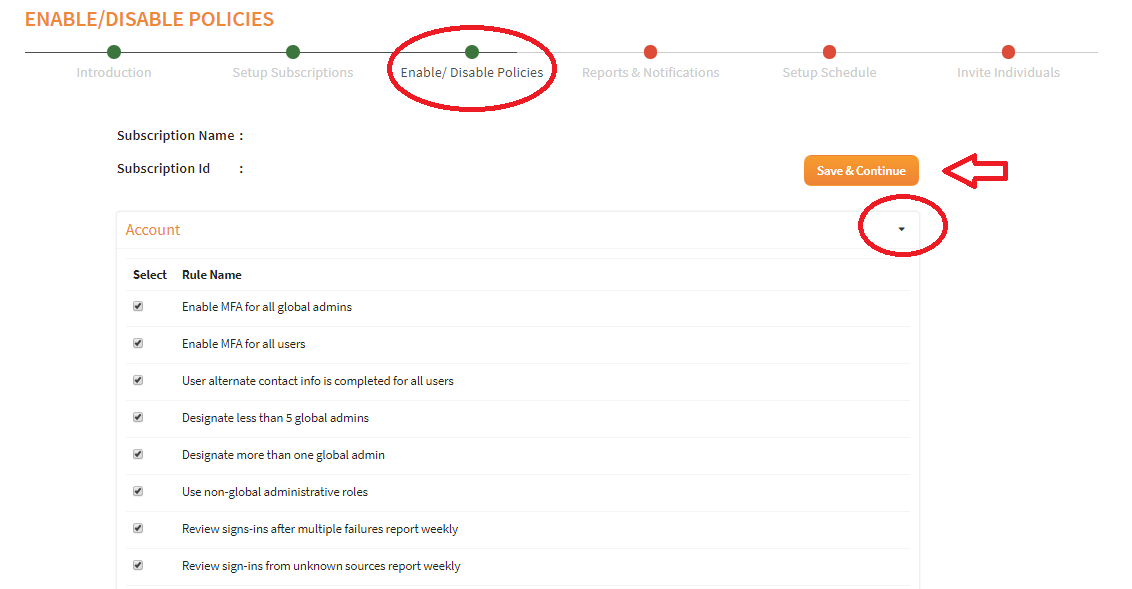 ENABLE/DISABLE POLICIES
Introduction
Setup Subscriptions
Enable/ Disable Policies
Reports & Notifications
Setup Schedule
Invite Individuals
Subscription Name :
Subscription Id :
Save & Continue
Account
Select Rule Name
Enable MFA for all global admins
Enable MFA for all users
User alternate contact info is completed for all users
Designate less than 5 global admins
Designate more than one global admin
Use non-global administrative roles
Review signs-ins after multiple failures report weekly
Review sign-ins from unknown sources report weekly